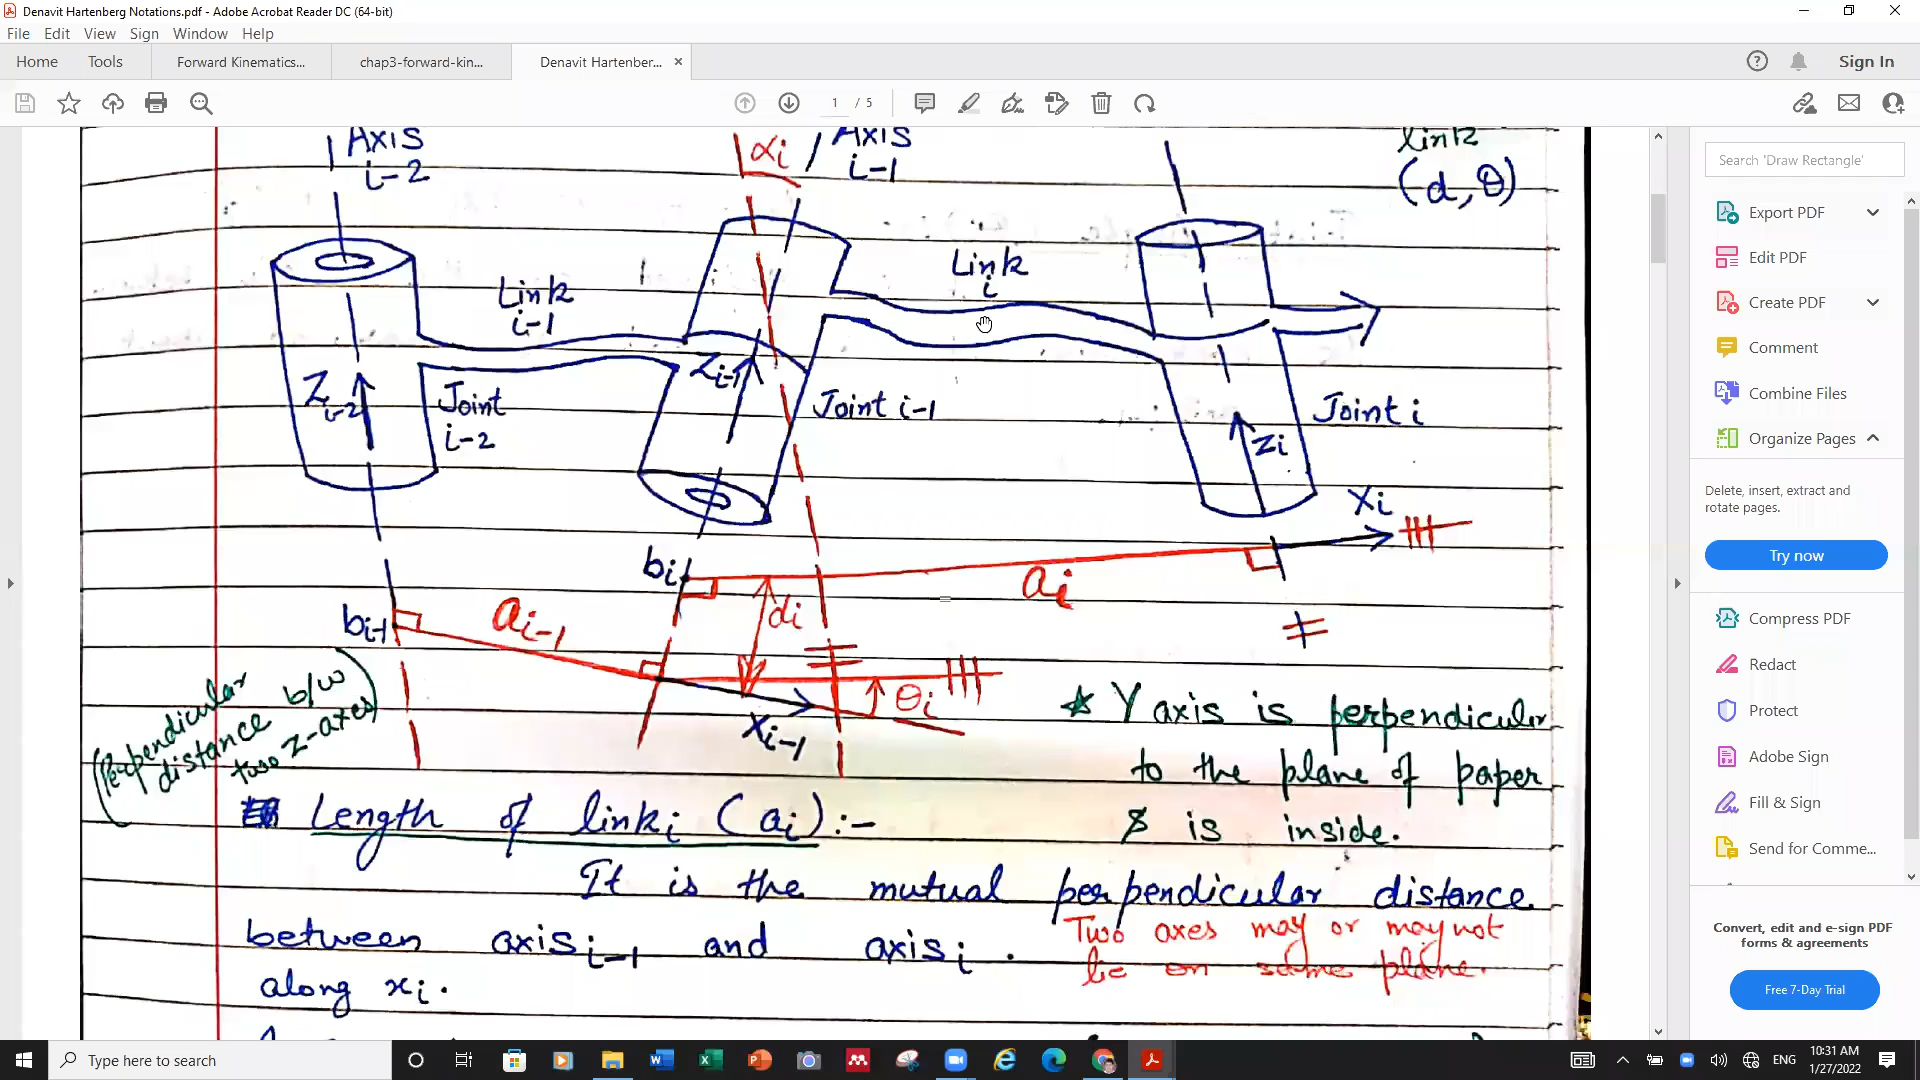 Denavit Hartenberg Notations.pdf - Adobe Acrobat Reader DC (64-bit)
File Edit View Sign Window Help
Home Tools Forward Kinematics... chap3-forward-kin... Denavit Hartenber... ×
Sign In
1 / 5
Axis i-2
αi
Axis i-1
link
(d, θ)
Search 'Draw Rectangle'
Export PDF
Edit PDF
Create PDF
Comment
Combine Files
Organize Pages
Delete, insert, extract and
rotate pages.
Try now
Compress PDF
Redact
Protect
Adobe Sign
Fill & Sign
Send for Comme...
Convert, edit and e-sign PDF
forms & agreements
Free 7-Day Trial
Link i-1
Link i
Zi-2
Joint i-2
Zi-1
Joint i-1
Zi
Joint i
Xi
bi
ai
di
bi-1
ai-1
θi
Xi-1
(Perpendicular
distance b/w
two z-axes)
* Y axis is perpendicular
to the plane of paper
& is inside.
Length of linki (ai) :-
It is the mutual perpendicular distance
between axisi-1 and axisi.
along xi.
Two axes may or may not
be on same plane.
Type here to search
ENG
10:31 AM
1/27/2022